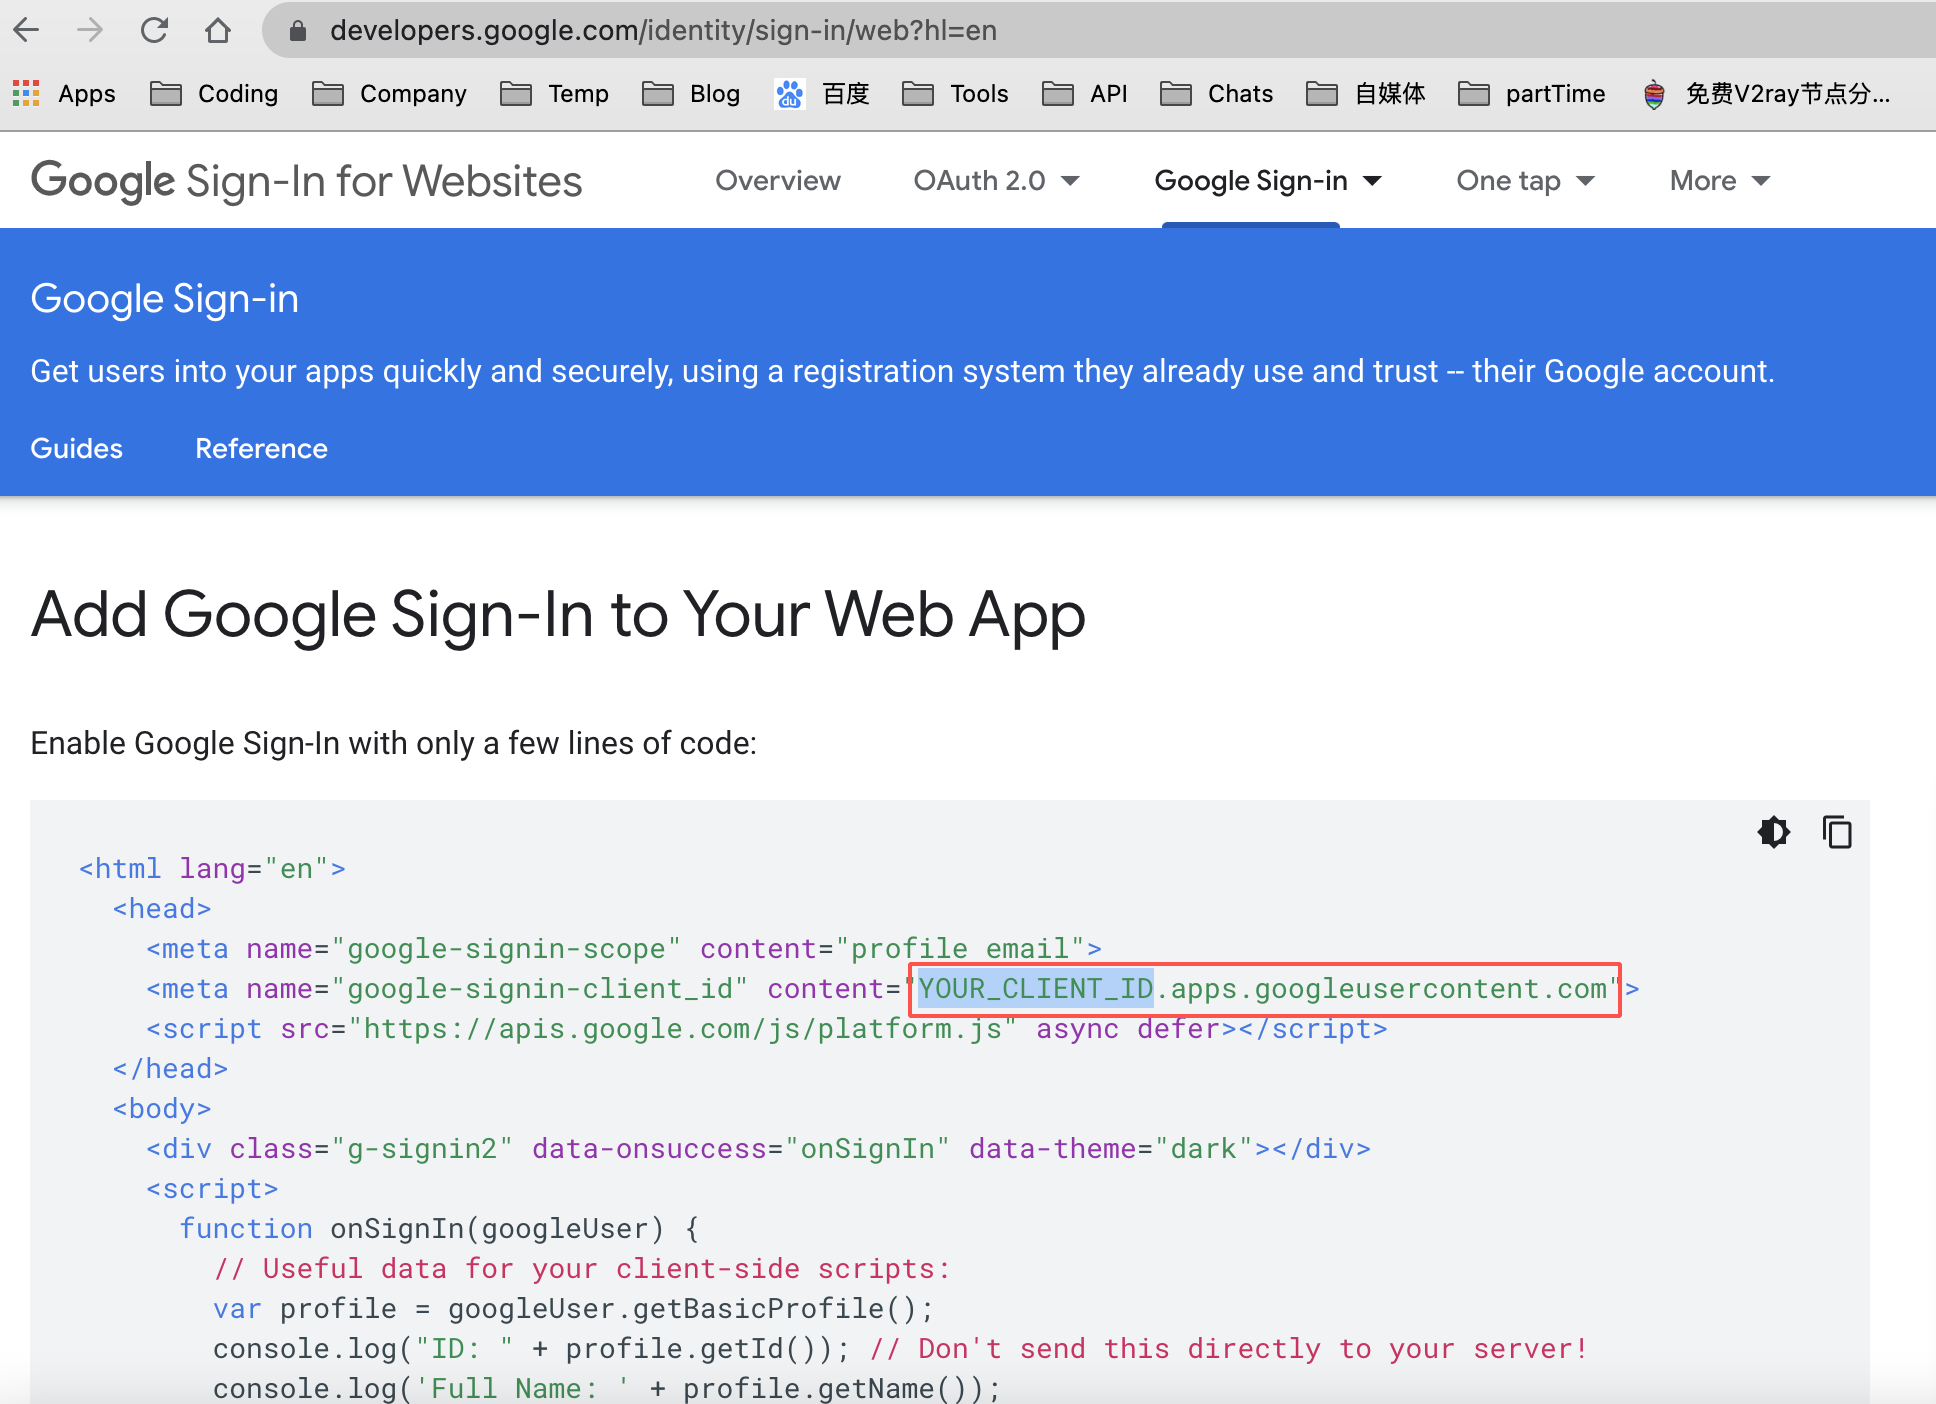 developers.google.com/identity/sign-in/web?hl=en
Apps Coding Company Temp Blog du 百度 Tools API Chats 自媒体 partTime 免费V2ray节点分...
Google Sign-In for Websites Overview OAuth 2.0 Google Sign-in One tap More
Google Sign-in
Get users into your apps quickly and securely, using a registration system they already use and trust -- their Google account.
Guides Reference
Add Google Sign-In to Your Web App
Enable Google Sign-In with only a few lines of code:
<html lang="en">
<head>
<meta name="google-signin-scope" content="profile email">
<meta name="google-signin-client_id" content="YOUR_CLIENT_ID.apps.googleusercontent.com">
<script src="https://apis.google.com/js/platform.js" async defer></script>
</head>
<body>
<div class="g-signin2" data-onsuccess="onSignIn" data-theme="dark"></div>
<script>
function onSignIn(googleUser) {
// Useful data for your client-side scripts:
var profile = googleUser.getBasicProfile();
console.log("ID: " + profile.getId()); // Don't send this directly to your server!
console.log('Full Name: ' + profile.getName());